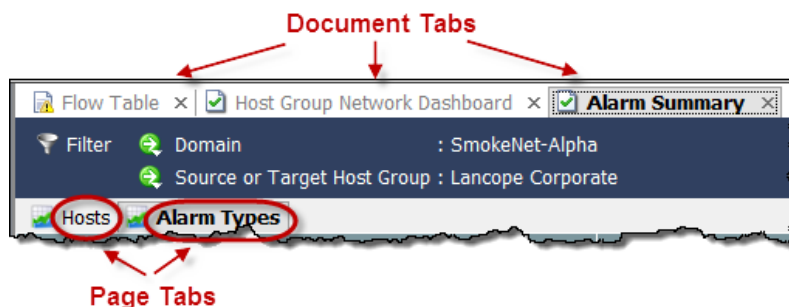 Document Tabs
Flow Table × Host Group Network Dashboard × Alarm Summary ×
Filter Domain : SmokeNet-Alpha
Source or Target Host Group : Lancope Corporate
Hosts Alarm Types
Page Tabs